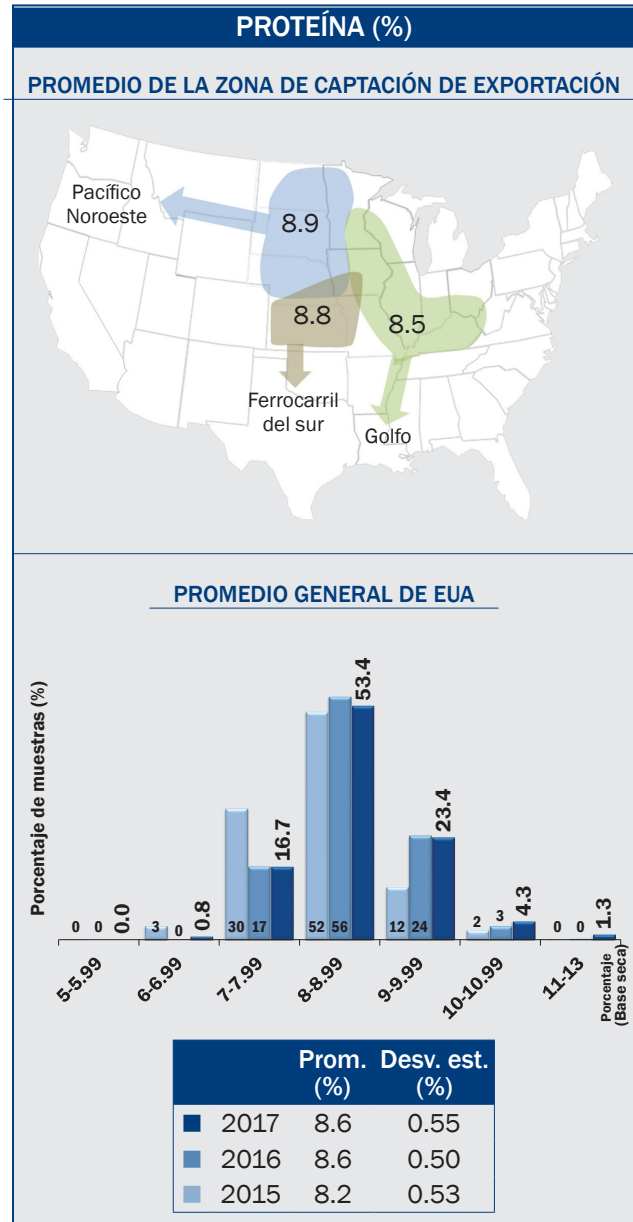 PROTEÍNA (%)
PROMEDIO DE LA ZONA DE CAPTACIÓN DE EXPORTACIÓN
Pacífico
Noroeste
8.9
8.8
8.5
Ferrocarril
del sur
Golfo
PROMEDIO GENERAL DE EUA
Porcentaje de muestras (%)
0 0 0.0
3 0 0.8
30 17 16.7
52 56 53.4
12 24 23.4
2 3 4.3
0 0 1.3
5-5.99
6-6.99
7-7.99
8-8.99
9-9.99
10-10.99
11-13
Porcentaje
(Base seca)
Prom. Desv. est.
(%) (%)
2017 8.6 0.55
2016 8.6 0.50
2015 8.2 0.53